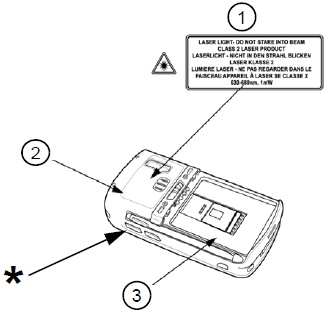 1
LASER LIGHT- DO NOT STARE INTO BEAM
CLASS 2 LASER PRODUCT
LASERLICHT - NICHT IN DEN STRAHL BLICKEN
LASER KLASSE 2
LUMIERE LASER - NE PAS REGARDER DANS LE
FAISCEAU APPAREIL À LASER SE CLASSE 2
630-680nm, 1mW
2
*
3